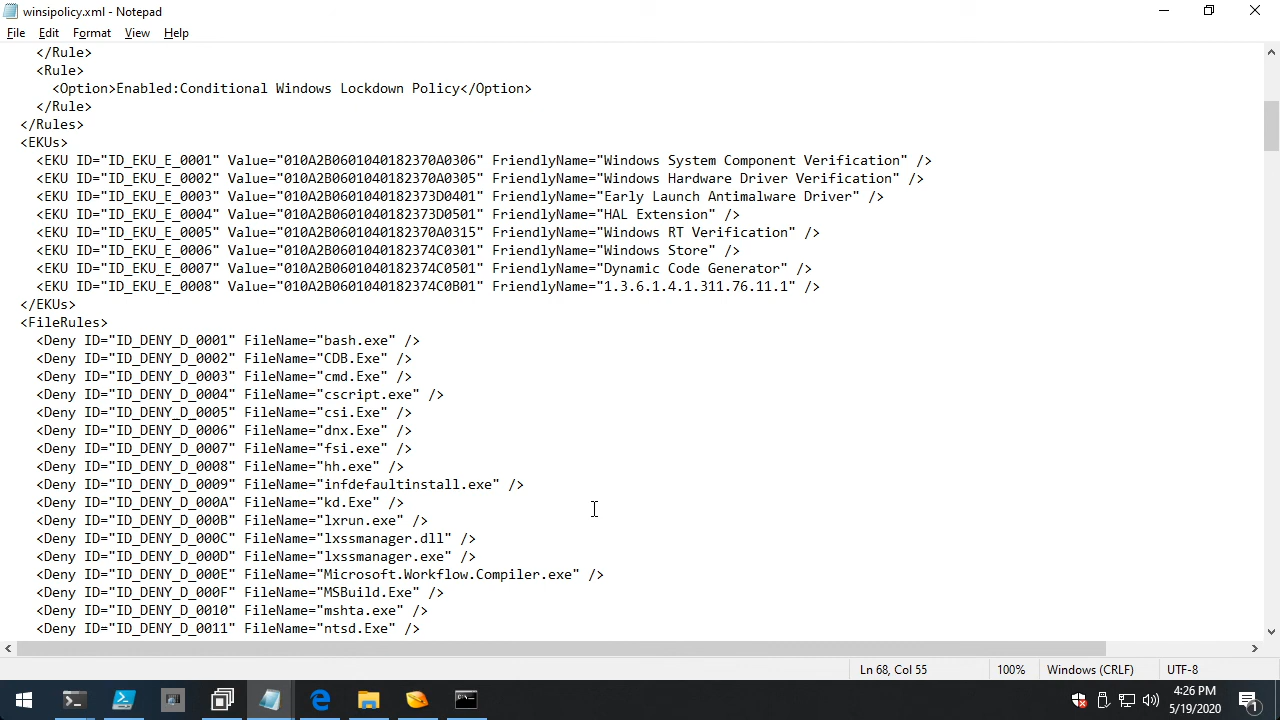 winsipolicy.xml - Notepad
File Edit Format View Help
</Rule>
<Rule>
<Option>Enabled:Conditional Windows Lockdown Policy</Option>
</Rule>
</Rules>
<EKUs>
<EKU ID="ID_EKU_E_0001" Value="010A2B0601040182370A0306" FriendlyName="Windows System Component Verification" />
<EKU ID="ID_EKU_E_0002" Value="010A2B0601040182370A0305" FriendlyName="Windows Hardware Driver Verification" />
<EKU ID="ID_EKU_E_0003" Value="010A2B0601040182373D0401" FriendlyName="Early Launch Antimalware Driver" />
<EKU ID="ID_EKU_E_0004" Value="010A2B0601040182373D0501" FriendlyName="HAL Extension" />
<EKU ID="ID_EKU_E_0005" Value="010A2B0601040182370A0315" FriendlyName="Windows RT Verification" />
<EKU ID="ID_EKU_E_0006" Value="010A2B0601040182374C0301" FriendlyName="Windows Store" />
<EKU ID="ID_EKU_E_0007" Value="010A2B0601040182374C0501" FriendlyName="Dynamic Code Generator" />
<EKU ID="ID_EKU_E_0008" Value="010A2B0601040182374C0B01" FriendlyName="1.3.6.1.4.1.311.76.11.1" />
</EKUs>
<FileRules>
<Deny ID="ID_DENY_D_0001" FileName="bash.exe" />
<Deny ID="ID_DENY_D_0002" FileName="CDB.Exe" />
<Deny ID="ID_DENY_D_0003" FileName="cmd.Exe" />
<Deny ID="ID_DENY_D_0004" FileName="cscript.exe" />
<Deny ID="ID_DENY_D_0005" FileName="csi.Exe" />
<Deny ID="ID_DENY_D_0006" FileName="dnx.Exe" />
<Deny ID="ID_DENY_D_0007" FileName="fsi.exe" />
<Deny ID="ID_DENY_D_0008" FileName="hh.exe" />
<Deny ID="ID_DENY_D_0009" FileName="infdefaultinstall.exe" />
<Deny ID="ID_DENY_D_000A" FileName="kd.Exe" />
<Deny ID="ID_DENY_D_000B" FileName="lxrun.exe" />
<Deny ID="ID_DENY_D_000C" FileName="lxssmanager.dll" />
<Deny ID="ID_DENY_D_000D" FileName="lxssmanager.exe" />
<Deny ID="ID_DENY_D_000E" FileName="Microsoft.Workflow.Compiler.exe" />
<Deny ID="ID_DENY_D_000F" FileName="MSBuild.Exe" />
<Deny ID="ID_DENY_D_0010" FileName="mshta.exe" />
<Deny ID="ID_DENY_D_0011" FileName="ntsd.Exe" />
Ln 68, Col 55 100% Windows (CRLF) UTF-8
4:26 PM
5/19/2020
1